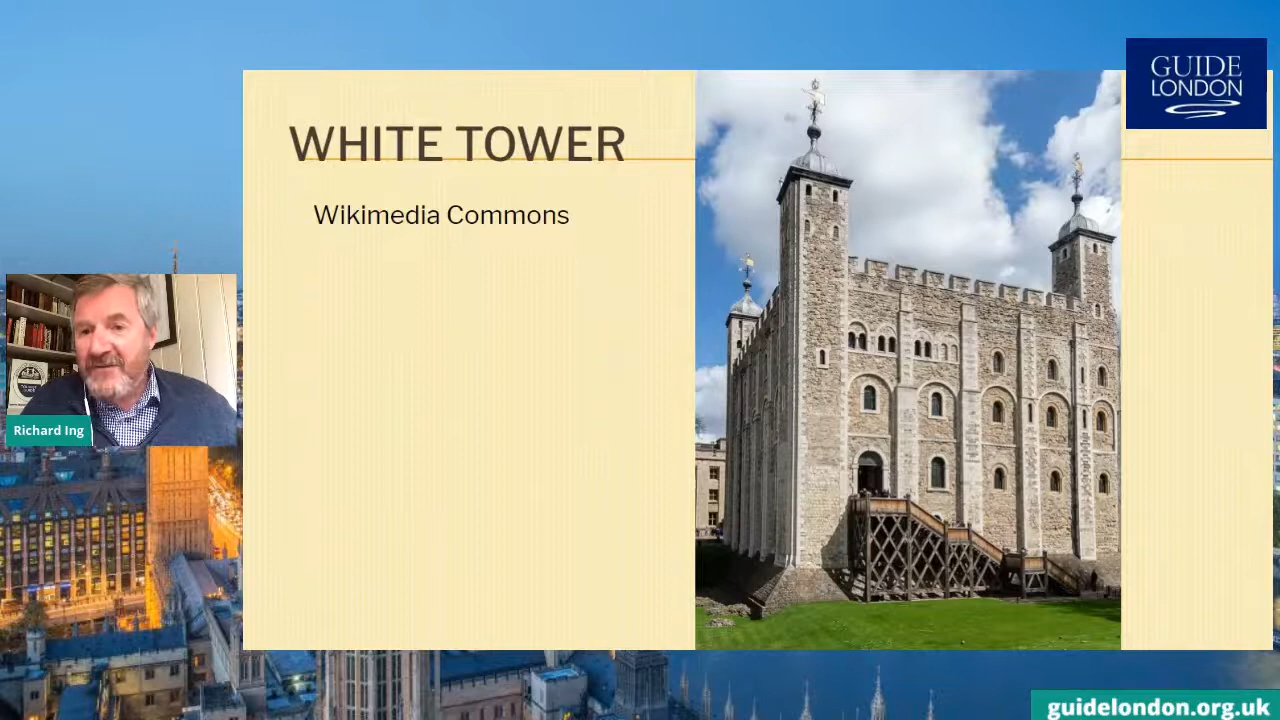 GUIDE
LONDON
WHITE TOWER
Wikimedia Commons
Richard Ing
guidelondon.org.uk